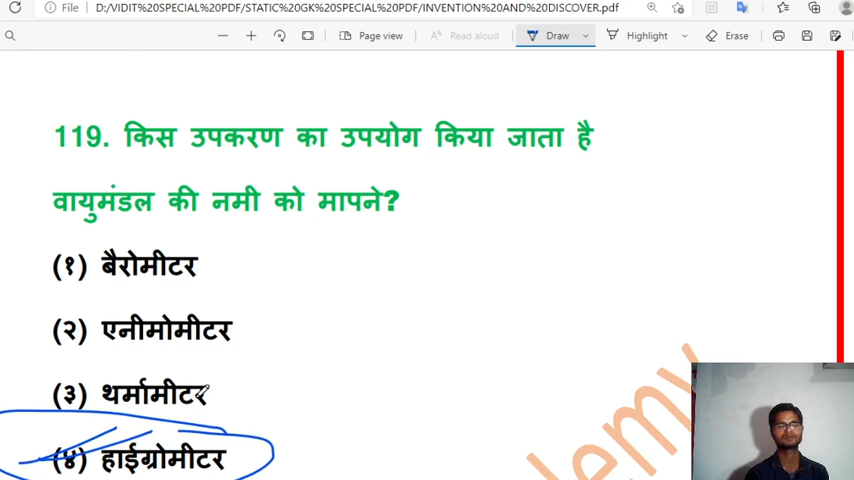 File
D:/VIDIT%20SPECIAL%20PDF/STATIC%20GK%20SPECIAL%20PDF/INVENTION%20AND%20DISCOVER.pdf
Page view
Read aloud
Draw
Highlight
Erase
119. किस उपकरण का उपयोग किया जाता है
वायुमंडल की नमी को मापने?
(१) बैरोमीटर
(२) एनीमोमीटर
(३) थर्मामीटर
(४) हाईग्रोमीटर